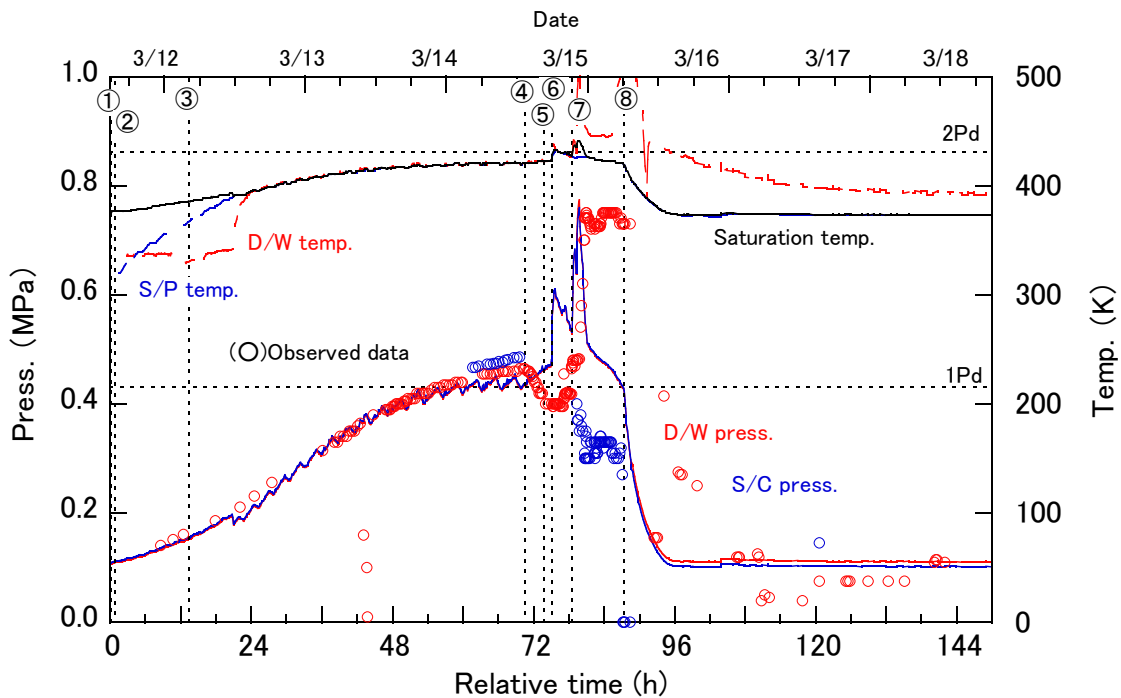 Date
3/12 3/13 3/14 3/15 3/16 3/17 3/18
1.0 500
① ② ③ ④ ⑤ ⑥ ⑦ ⑧
2Pd
0.8 400
D/W temp.
Saturation temp.
S/P temp.
0.6 300
(○)Observed data
1Pd
0.4 200
D/W press.
S/C press.
0.2 100
0.0 0
0 24 48 72 96 120 144
Relative time (h)
Press. (MPa)
Temp. (K)